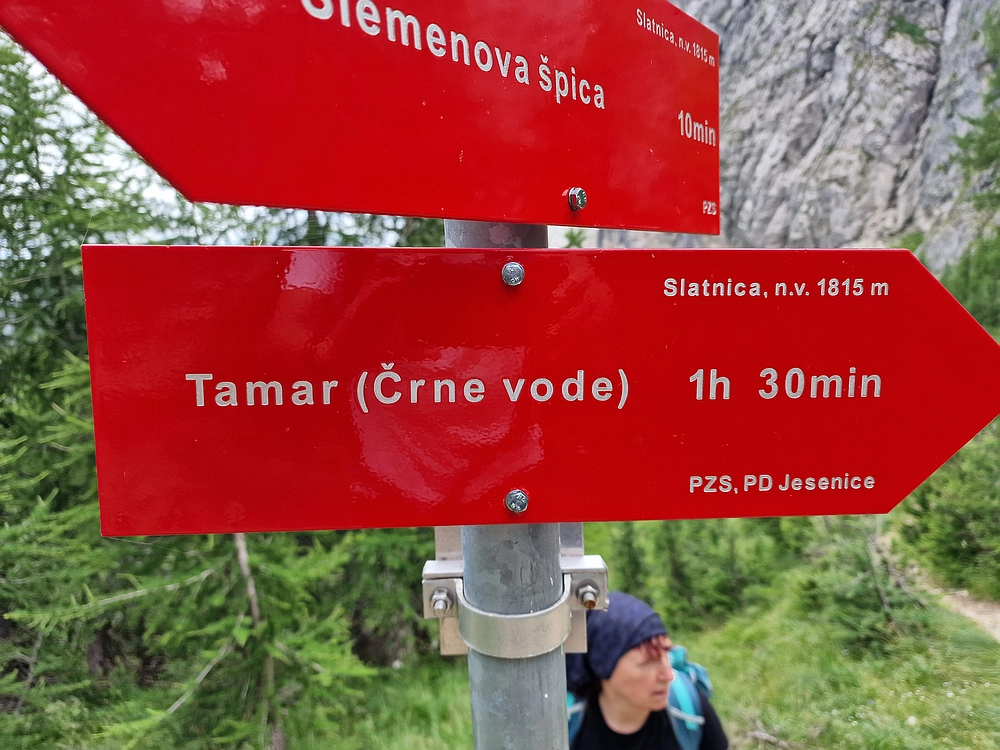 Slatnica, n.v. 1815 m
Slemenova špica
10min
PZS
Slatnica, n.v. 1815 m
Tamar (Črne vode) 1h 30min
PZS, PD Jesenice